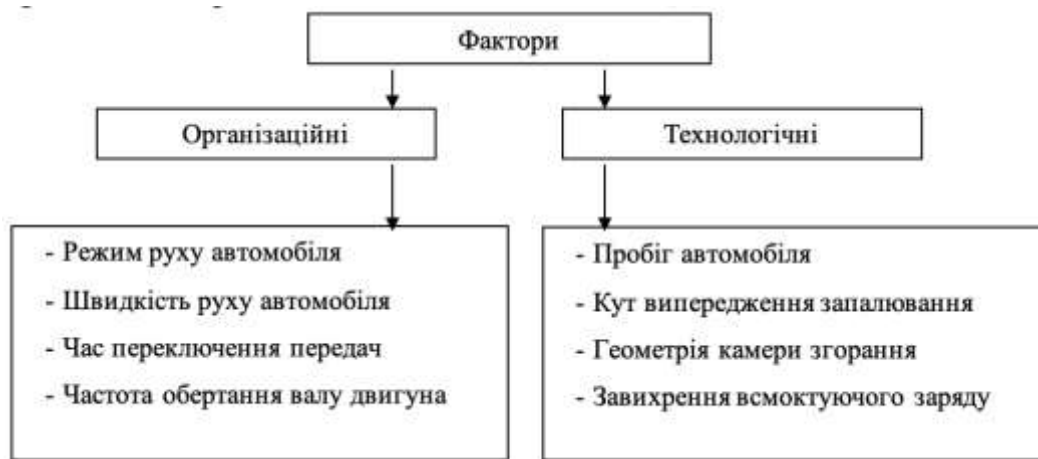 Фактори
Організаційні
Технологічні
- Режим руху автомобіля
- Швидкість руху автомобіля
- Час переключення передач
- Частота обертання валу двигуна
- Пробіг автомобіля
- Кут випередження запалювання
- Геометрія камери згорання
- Завихрення всмоктуючого заряду